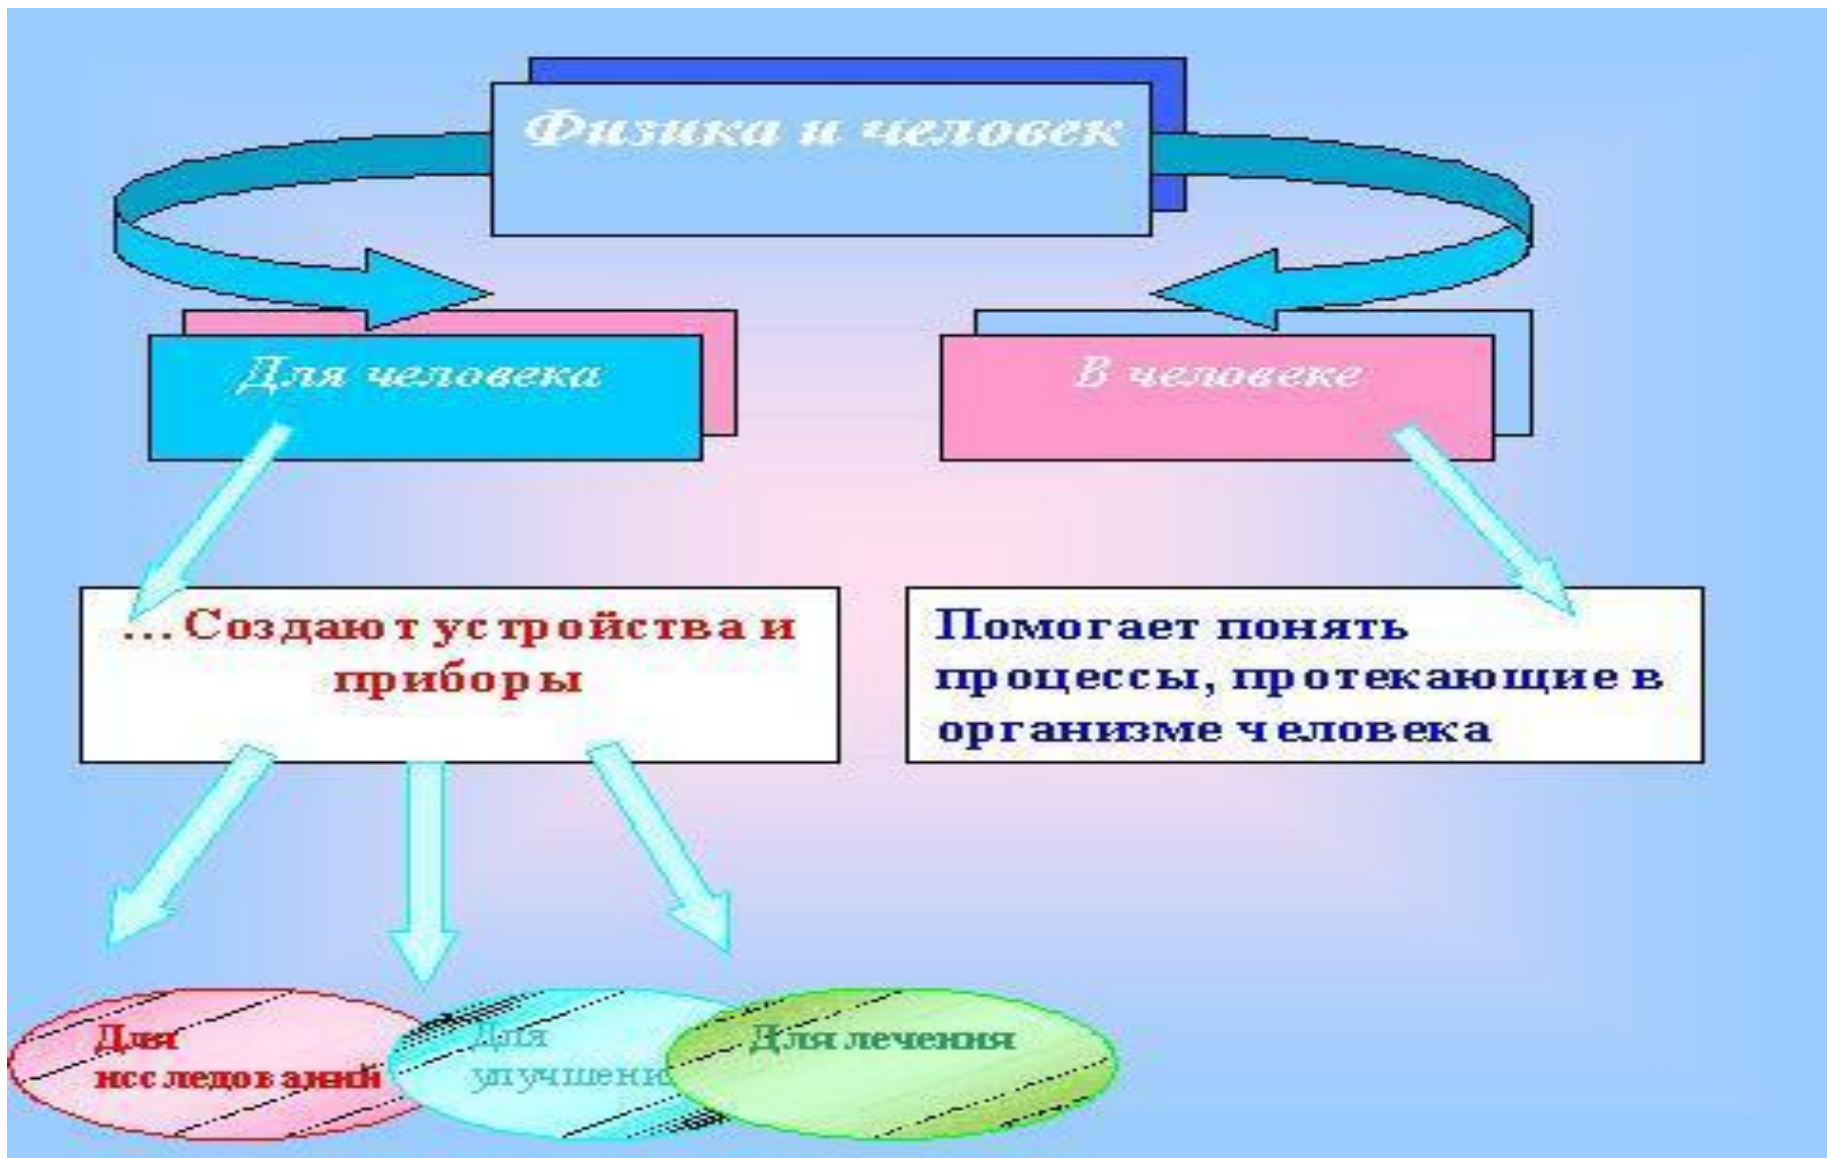 Физика и человек
Для человека
В человеке
...Создают устройства и
приборы
Помогает понять
процессы, протекающие в
организме человека
Для
исследований
Для
улучшени
Для лечения